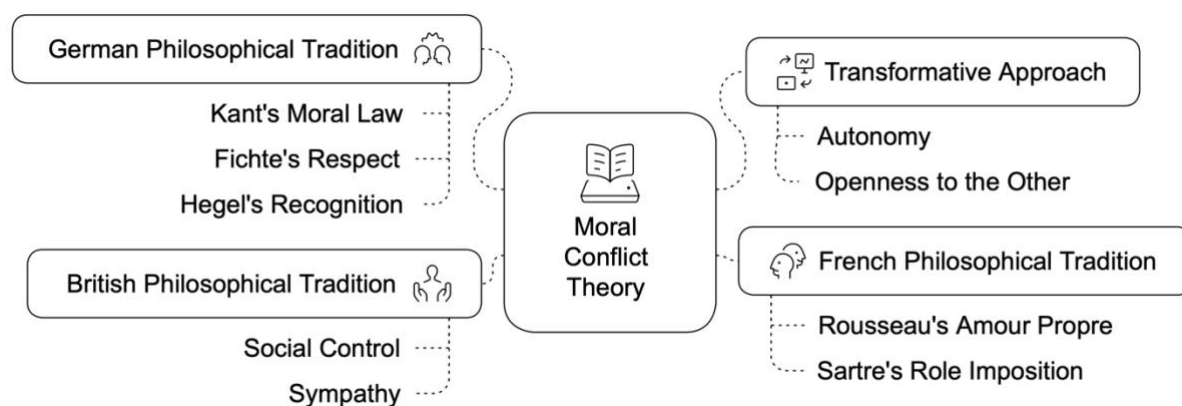 German Philosophical Tradition
Kant's Moral Law
Fichte's Respect
Hegel's Recognition
British Philosophical Tradition
Social Control
Sympathy
Moral
Conflict
Theory
Transformative Approach
Autonomy
Openness to the Other
French Philosophical Tradition
Rousseau's Amour Propre
Sartre's Role Imposition